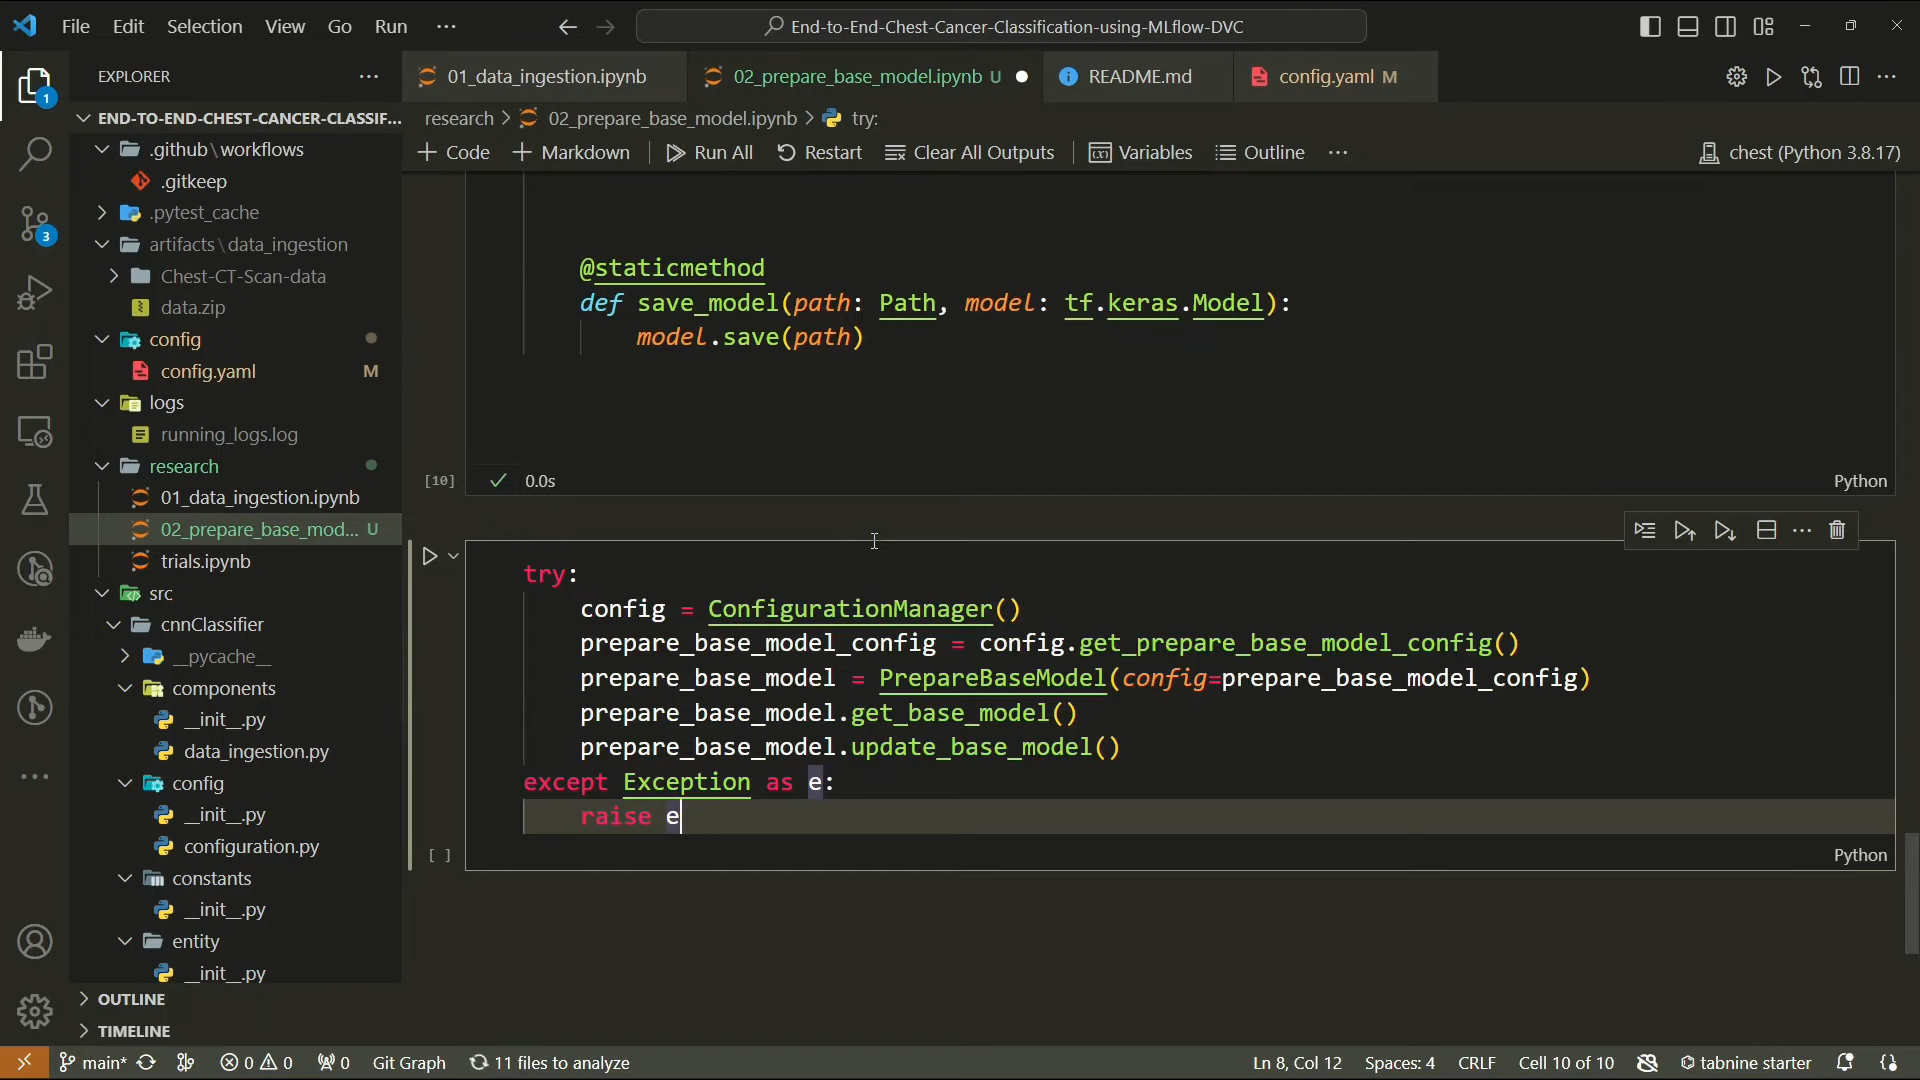 File Edit Selection View Go Run ···
End-to-End-Chest-Cancer-Classification-using-MLflow-DVC
EXPLORER
01_data_ingestion.ipynb
02_prepare_base_model.ipynb U
README.md
config.yaml M
END-TO-END-CHEST-CANCER-CLASSIF...
research > 02_prepare_base_model.ipynb > try:
+ Code + Markdown Run All Restart Clear All Outputs Variables Outline ··· chest (Python 3.8.17)
.github\workflows
.gitkeep
.pytest_cache
artifacts\data_ingestion
Chest-CT-Scan-data
data.zip
config
config.yaml M
logs
running_logs.log
research
01_data_ingestion.ipynb
02_prepare_base_mod... U
trials.ipynb
src
cnnClassifier
__pycache__
components
__init__.py
data_ingestion.py
config
__init__.py
configuration.py
constants
__init__.py
entity
__init__.py
OUTLINE
TIMELINE
1
3
@staticmethod
def save_model(path: Path, model: tf.keras.Model):
model.save(path)
[10] 0.0s Python
try:
config = ConfigurationManager()
prepare_base_model_config = config.get_prepare_base_model_config()
prepare_base_model = PrepareBaseModel(config=prepare_base_model_config)
prepare_base_model.get_base_model()
prepare_base_model.update_base_model()
except Exception as e:
raise e
[ ] Python
main* 0 0 0 Git Graph 11 files to analyze Ln 8, Col 12 Spaces: 4 CRLF Cell 10 of 10 tabnine starter